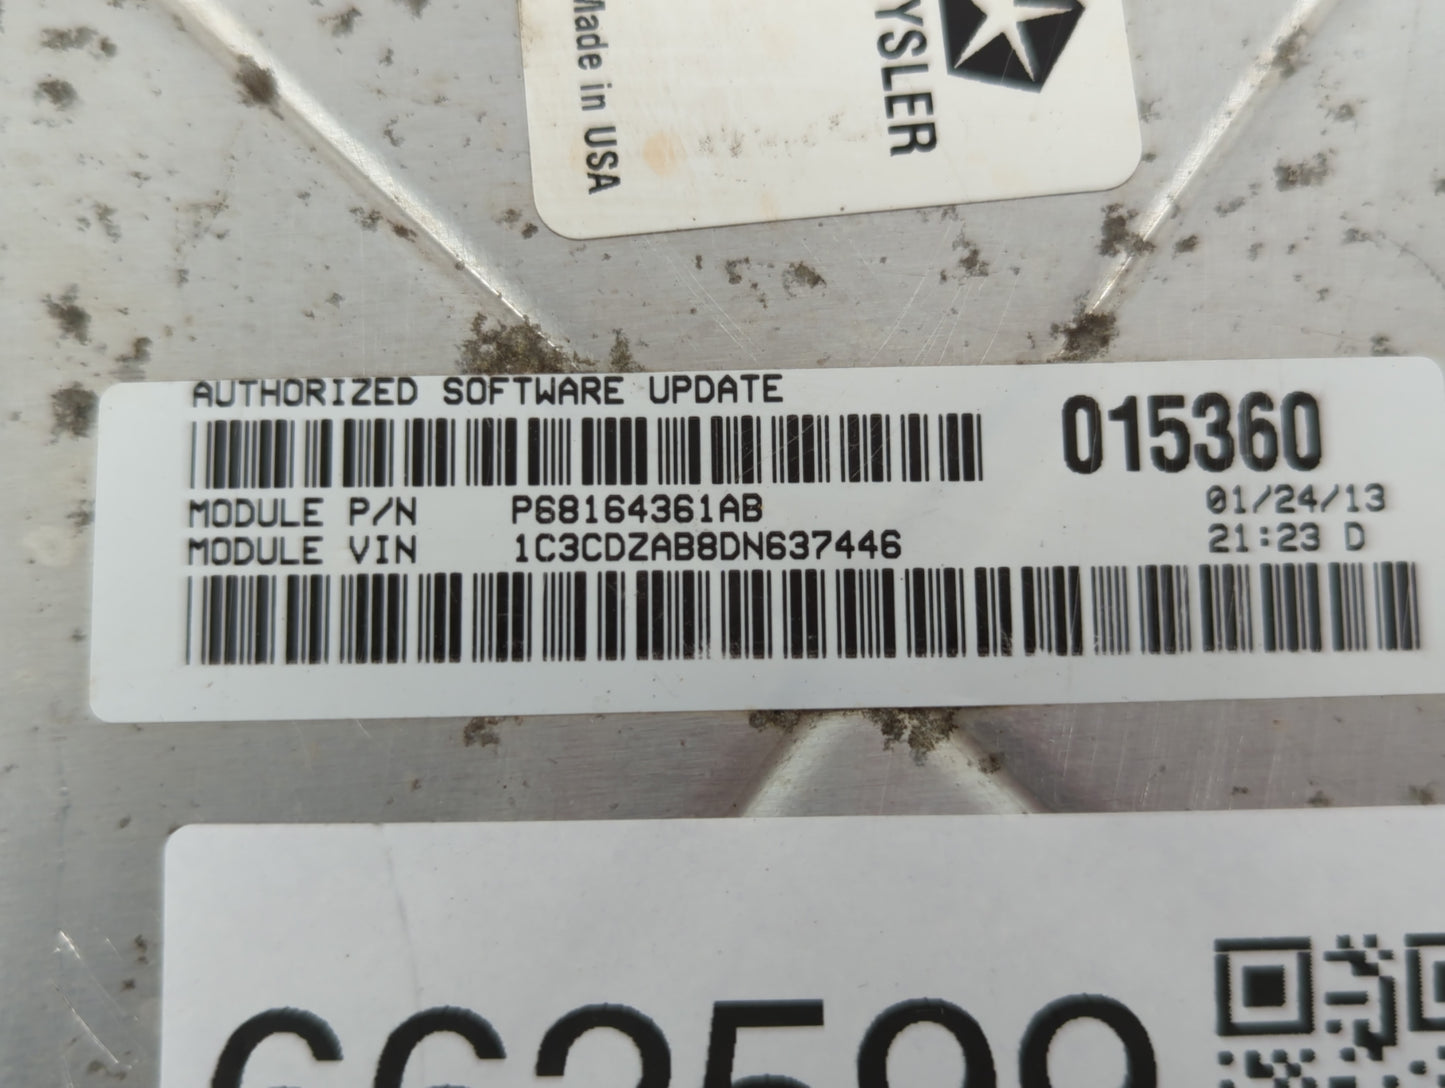 Made in USA
YSLER
AUTHORIZED SOFTWARE UPDATE
015360
MODULE P/N P68164361AB 01/24/13
MODULE VIN 1C3CDZAB8DN637446 21:23 D